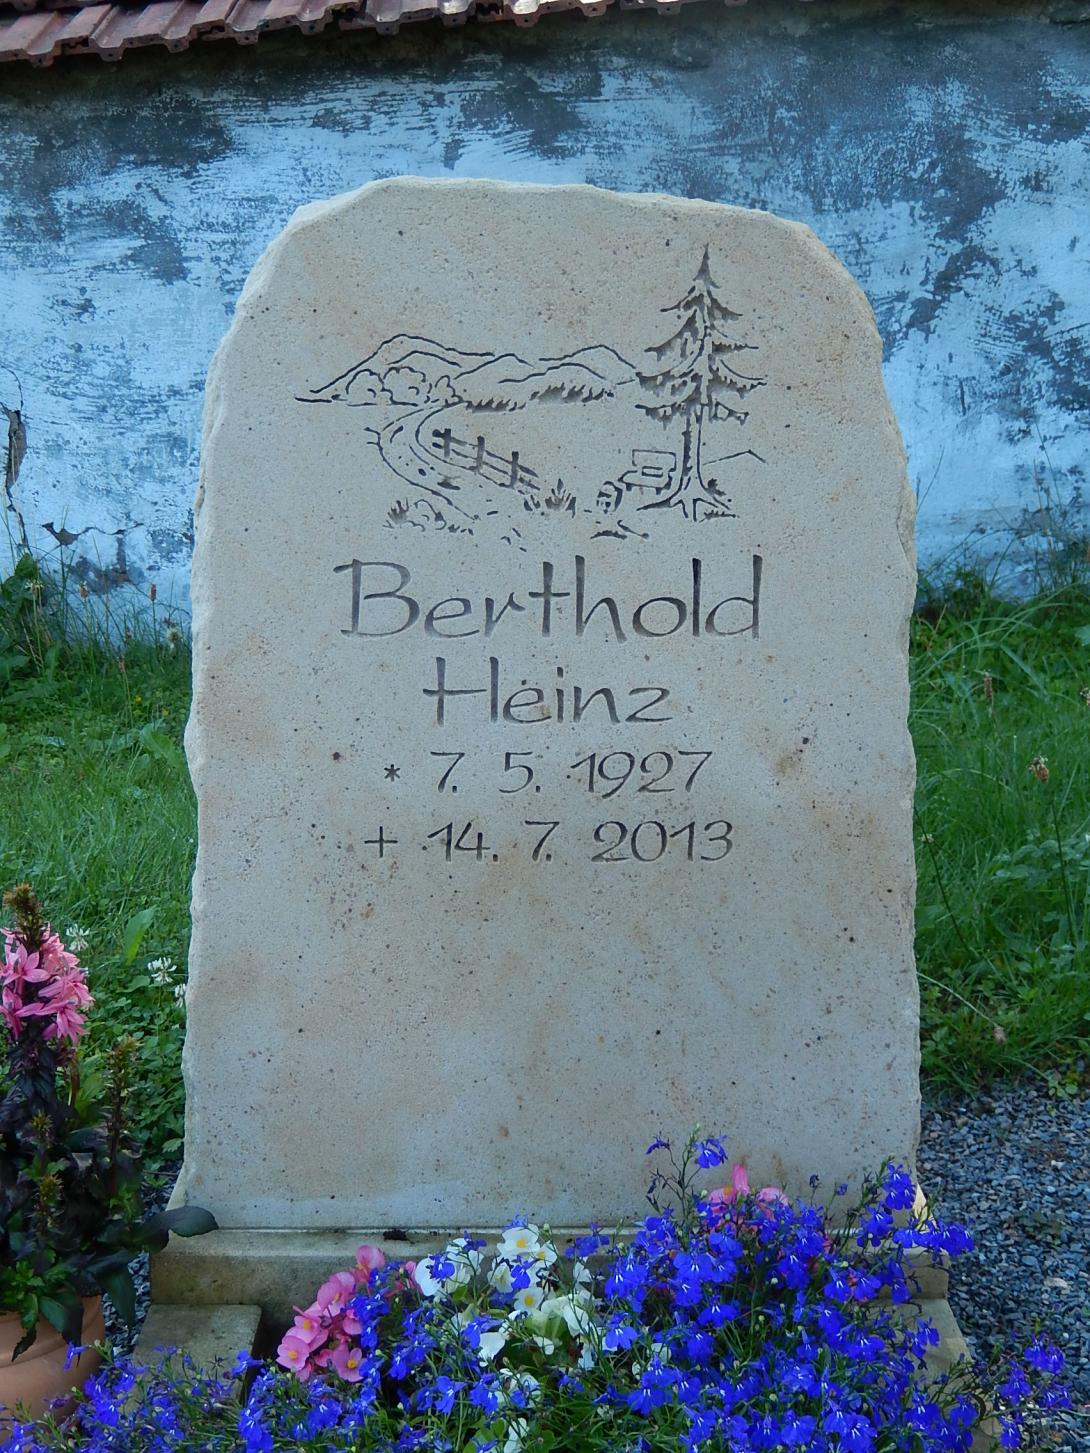 Berthold
Heinz
* 7. 5. 1927
+ 14. 7. 2013